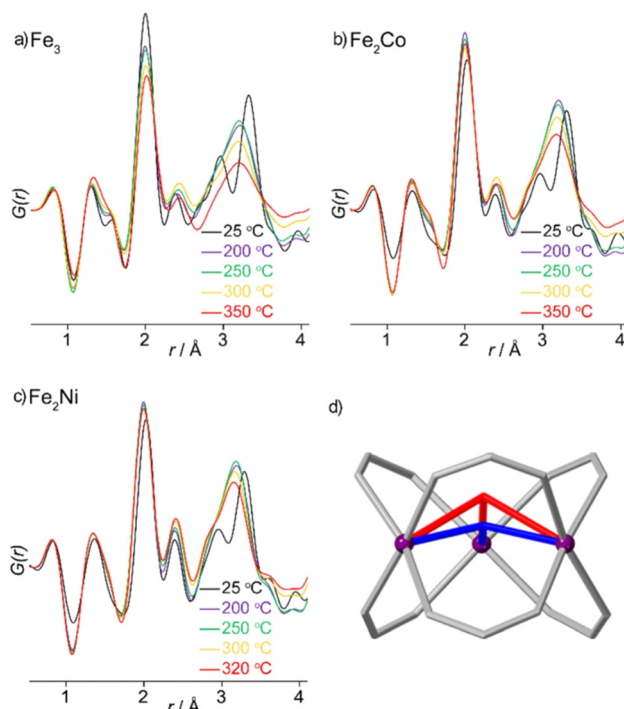 a) Fe₃
G(r)
25 °C
200 °C
250 °C
300 °C
350 °C
1 2 3 4
r / Å
b) Fe₂Co
G(r)
25 °C
200 °C
250 °C
300 °C
350 °C
1 2 3 4
r / Å
c) Fe₂Ni
G(r)
25 °C
200 °C
250 °C
300 °C
320 °C
1 2 3 4
r / Å
d)